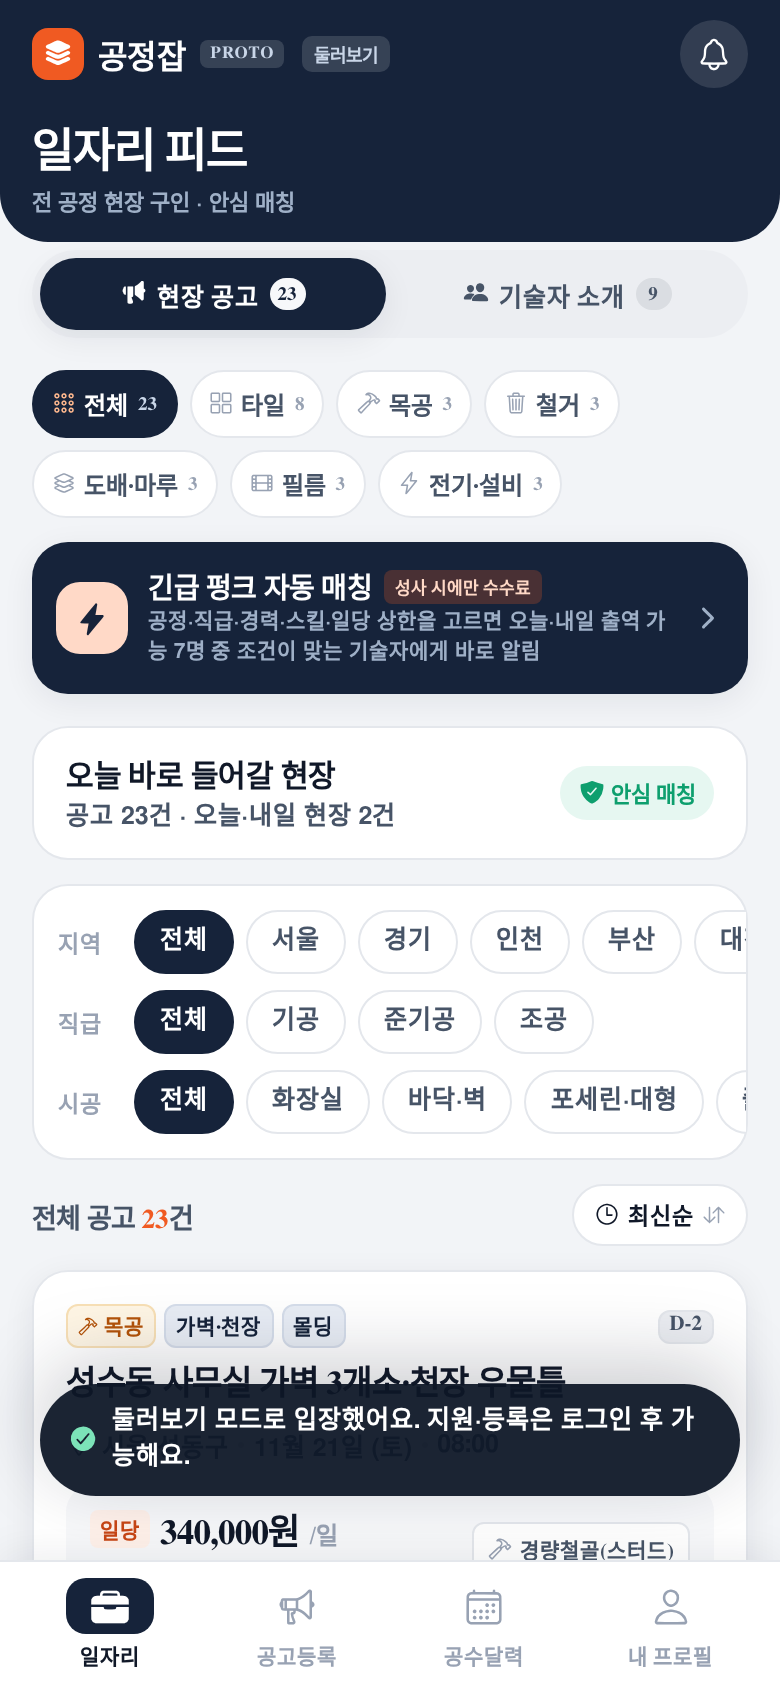 공정잡 PROTO 둘러보기
일자리 피드
전 공정 현장 구인 · 안심 매칭
현장 공고 23 기술자 소개 9
전체 23 타일 8 목공 3 철거 3
도배·마루 3 필름 3 전기·설비 3
긴급 펑크 자동 매칭 성사 시에만 수수료
공정·직급·경력·스킬·일당 상한을 고르면 오늘·내일 출역 가
능 7명 중 조건이 맞는 기술자에게 바로 알림
오늘 바로 들어갈 현장
공고 23건 · 오늘·내일 현장 2건
안심 매칭
지역 전체 서울 경기 인천 부산
직급 전체 기공 준기공 조공
시공 전체 화장실 바닥·벽 포세린·대형
전체 공고 23건
최신순
목공 가벽·천장 몰딩 D-2
성수동 사무실 가벽 3개소·천장 우물틀
둘러보기 모드로 입장했어요. 지원·등록은 로그인 후 가
능해요.
11월 21일 (토) 08:00
일당 340,000원 /일
경량철골(스터드)
일자리 공고등록 공수달력 내 프로필